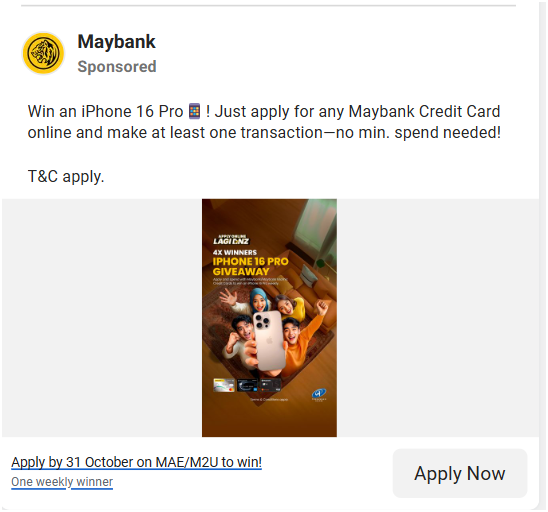 Maybank
Sponsored
Win an iPhone 16 Pro 📱 ! Just apply for any Maybank Credit Card
online and make at least one transaction—no min. spend needed!
T&C apply.
APPLY ONLINE
LAGI DNZ
4X WINNERS
IPHONE 16 PRO
GIVEAWAY
Terms & Conditions apply
Apply by 31 October on MAE/M2U to win!
One weekly winner
Apply Now